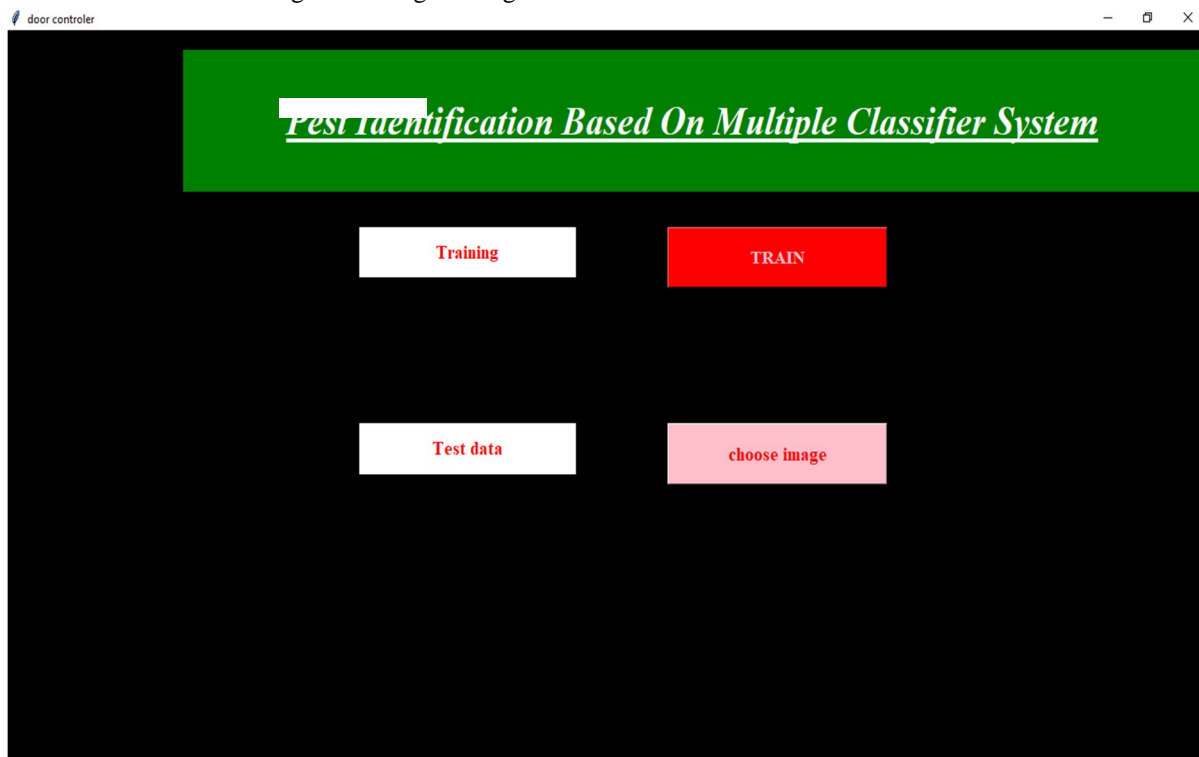 door controler
Pest Identification Based On Multiple Classifier System
Training
TRAIN
Test data
choose image